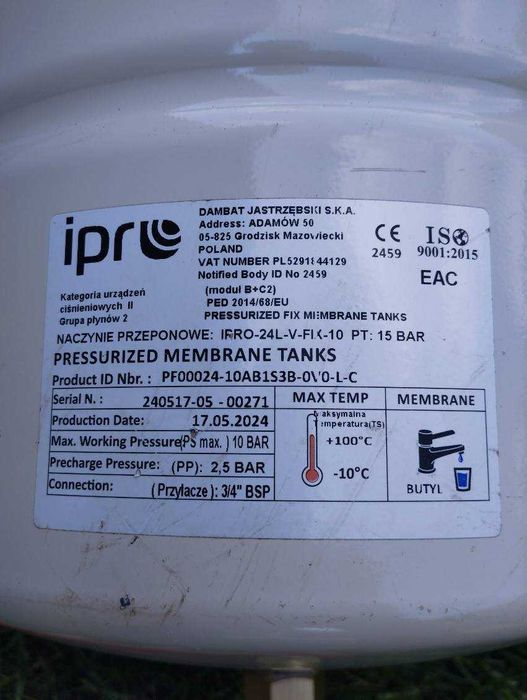 ipro
DAMBAT JASTRZĘBSKI S.K.A.
Address: ADAMÓW 50
05-825 Grodzisk Mazowiecki
POLAND
VAT NUMBER PL5291644129
Notified Body ID No 2459
(moduł B+C2)
PED 2014/68/EU
PRESSURIZED FIX MEMBRANE TANKS
CE
2459
ISO
9001:2015
EAC
Kategoria urządzeń
ciśnieniowych II
Grupa płynów 2
NACZYNIE PRZEPONOWE: IPRO-24L-V-FIX-10 PT: 15 BAR
PRESSURIZED MEMBRANE TANKS
Product ID Nbr.: PF00024-10AB1S3B-0V0-L-C
Serial N. : 240517-05 - 00271
Production Date: 17.05.2024
Max. Working Pressure(PS max. ) 10 BAR
Precharge Pressure: (PP): 2,5 BAR
Connection: (Przyłacze ): 3/4" BSP
MAX TEMP
Maksymalna
Temperatura(TS)
+100°C
-10°C
MEMBRANE
BUTYL